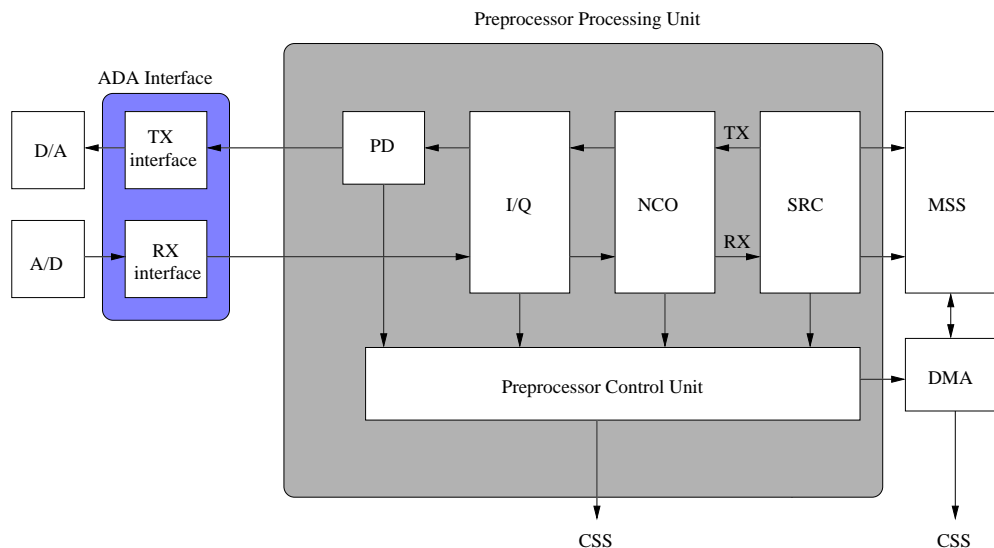 Preprocessor Processing Unit
ADA Interface
D/A
TX
interface
PD
I/Q
NCO
TX
SRC
MSS
A/D
RX
interface
RX
Preprocessor Control Unit
DMA
CSS
CSS